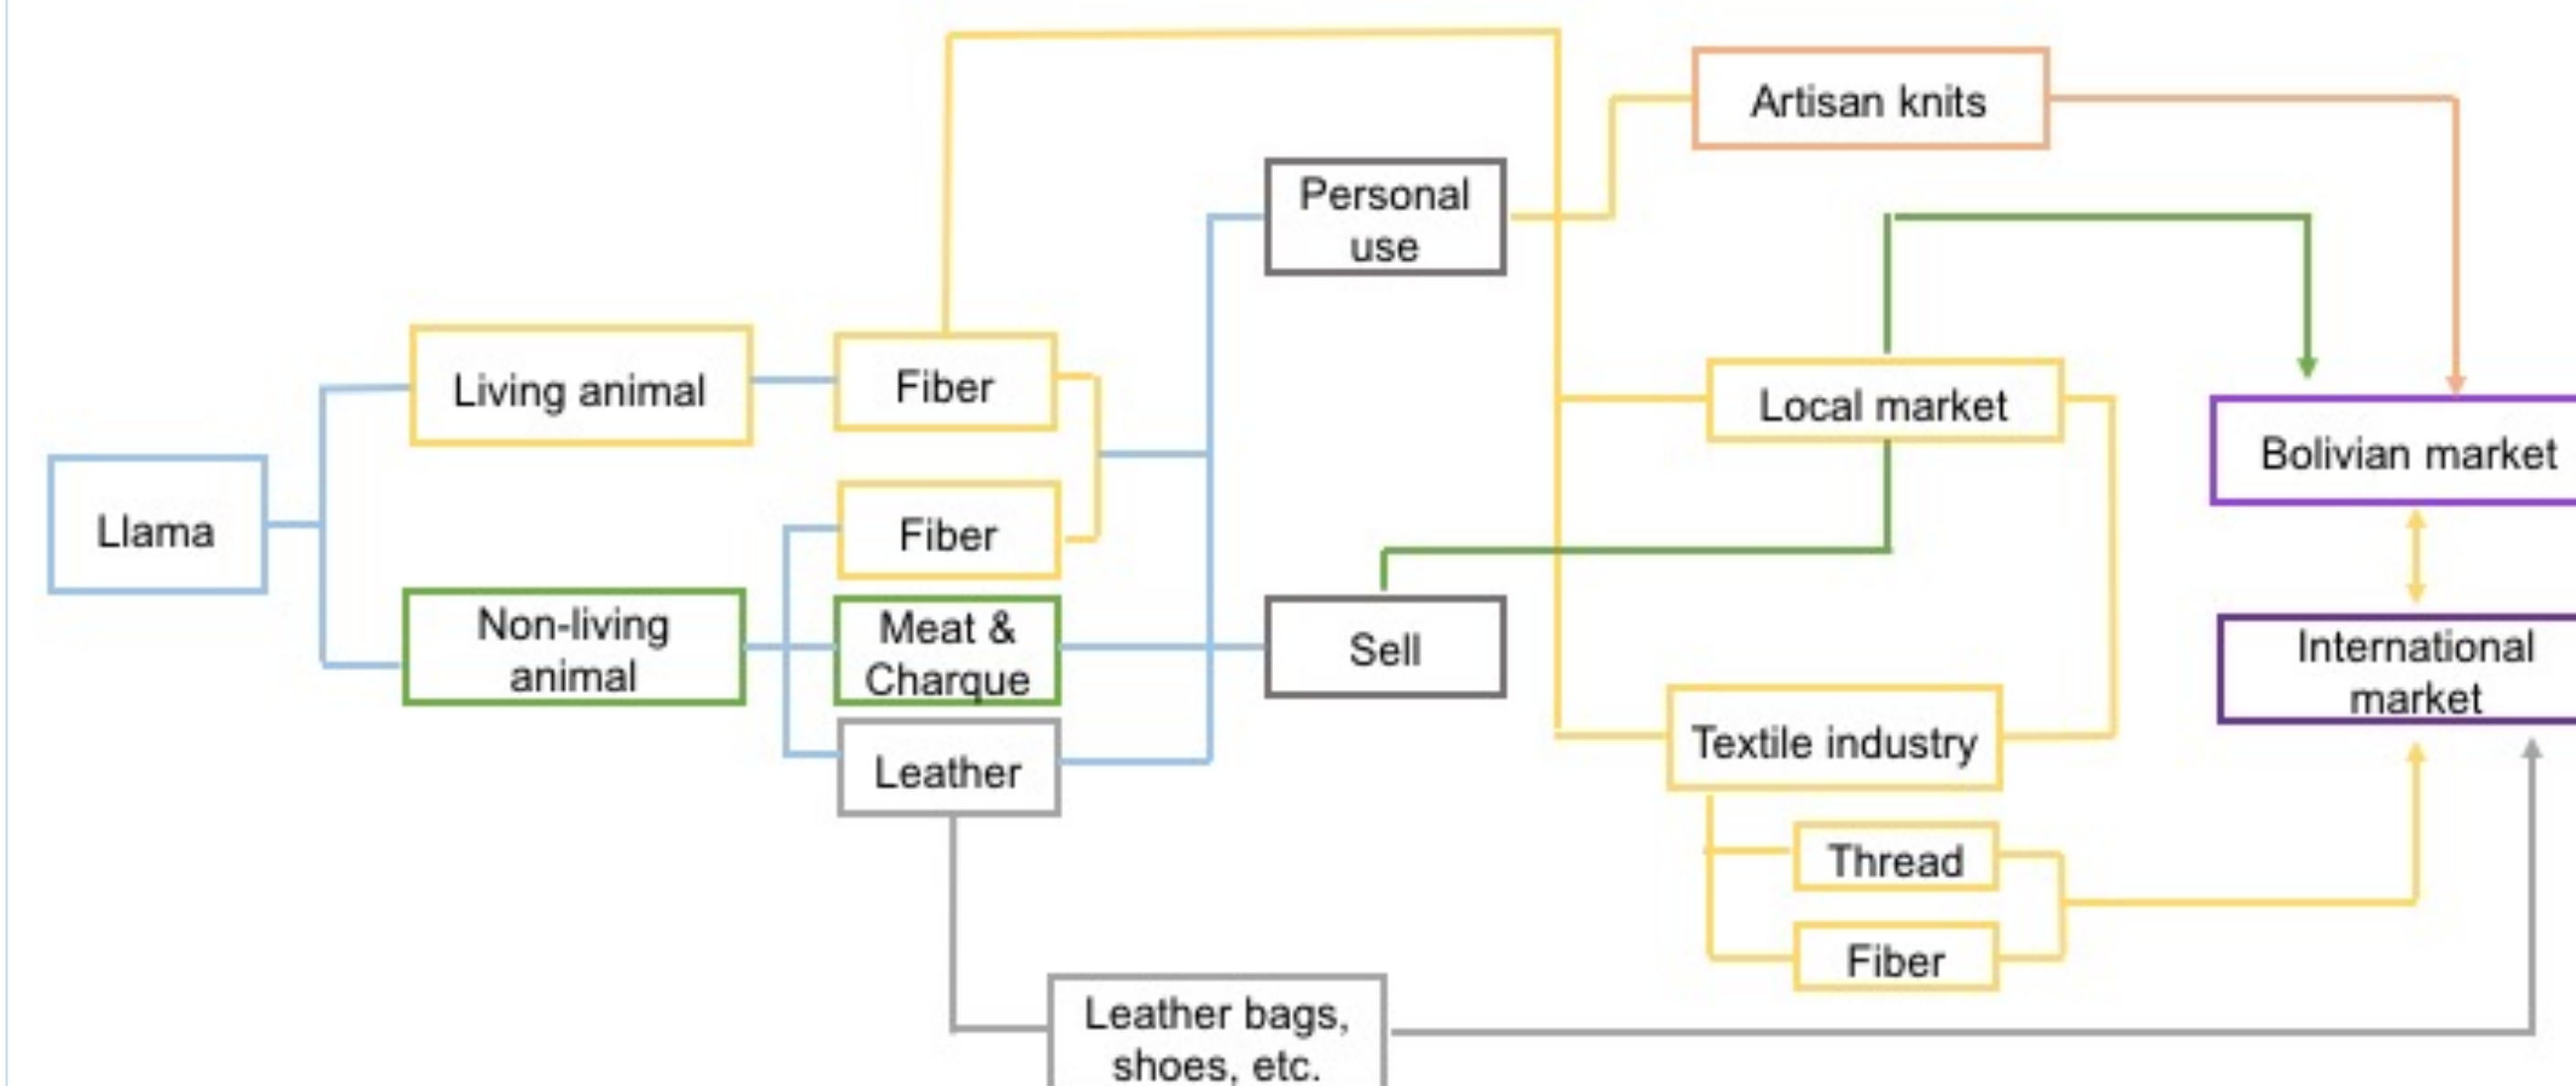 Artisan knits
Personal
use
Living animal
Fiber
Local market
Bolivian market
Llama
Fiber
Non-living
animal
Meat &
Charque
Sell
International
market
Leather
Textile industry
Thread
Fiber
Leather bags,
shoes, etc.